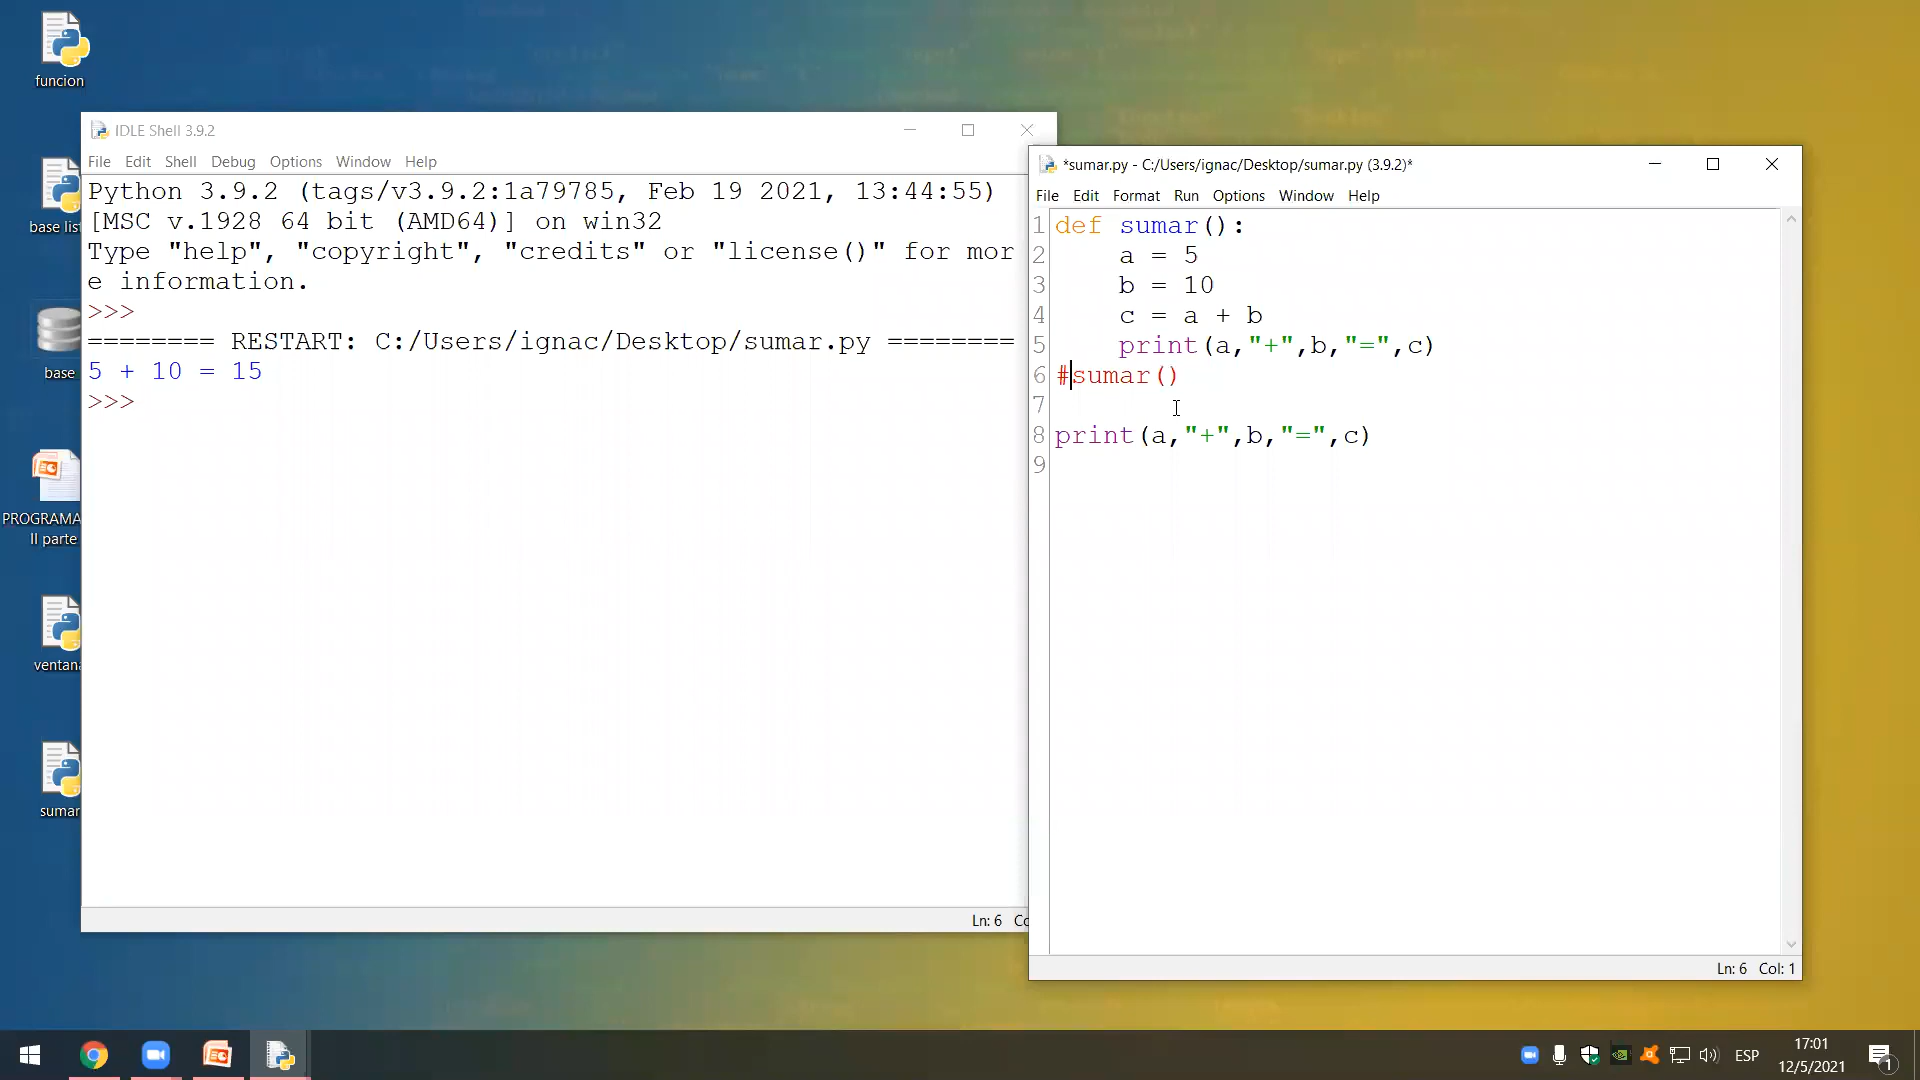 funcion
base list
base
PROGRAMA
II parte
ventana
sumar
IDLE Shell 3.9.2
File Edit Shell Debug Options Window Help
Python 3.9.2 (tags/v3.9.2:1a79785, Feb 19 2021, 13:44:55)
[MSC v.1928 64 bit (AMD64)] on win32
Type "help", "copyright", "credits" or "license()" for mor
e information.
>>>
======== RESTART: C:/Users/ignac/Desktop/sumar.py ========
5 + 10 = 15
>>>
Ln: 6 Co
*sumar.py - C:/Users/ignac/Desktop/sumar.py (3.9.2)*
File Edit Format Run Options Window Help
1 def sumar():
2     a = 5
3     b = 10
4     c = a + b
5     print(a,"+",b,"=",c)
6 #sumar()
7
8 print(a,"+",b,"=",c)
9
Ln: 6 Col: 1
ESP
17:01
12/5/2021
1